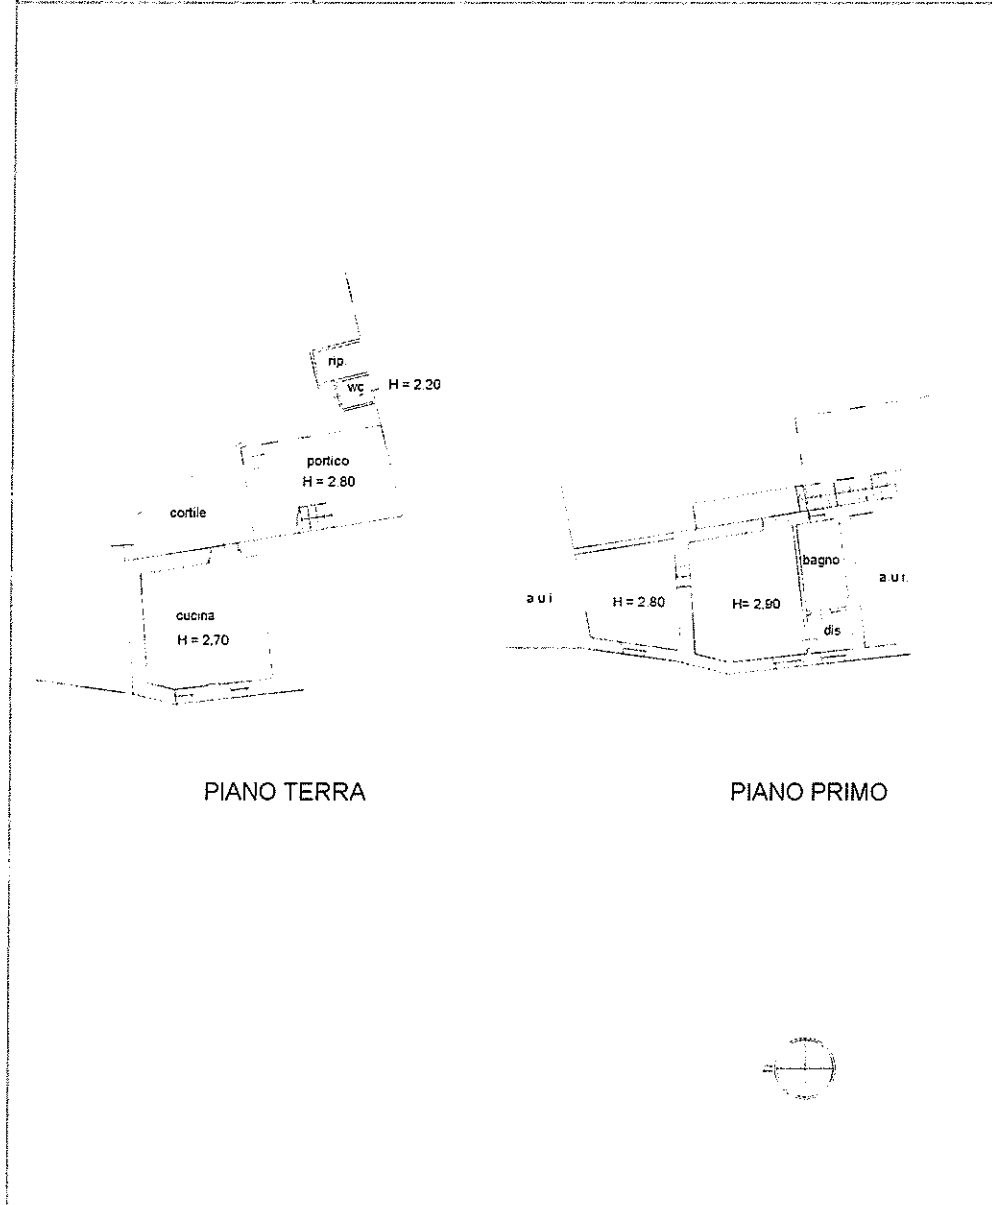 rip.
wc
H = 2.20
portico
H = 2.80
cortile
cucina
H = 2,70
PIANO TERRA
bagno
a u i
H = 2.80
H= 2.90
a.u.i.
dis
PIANO PRIMO